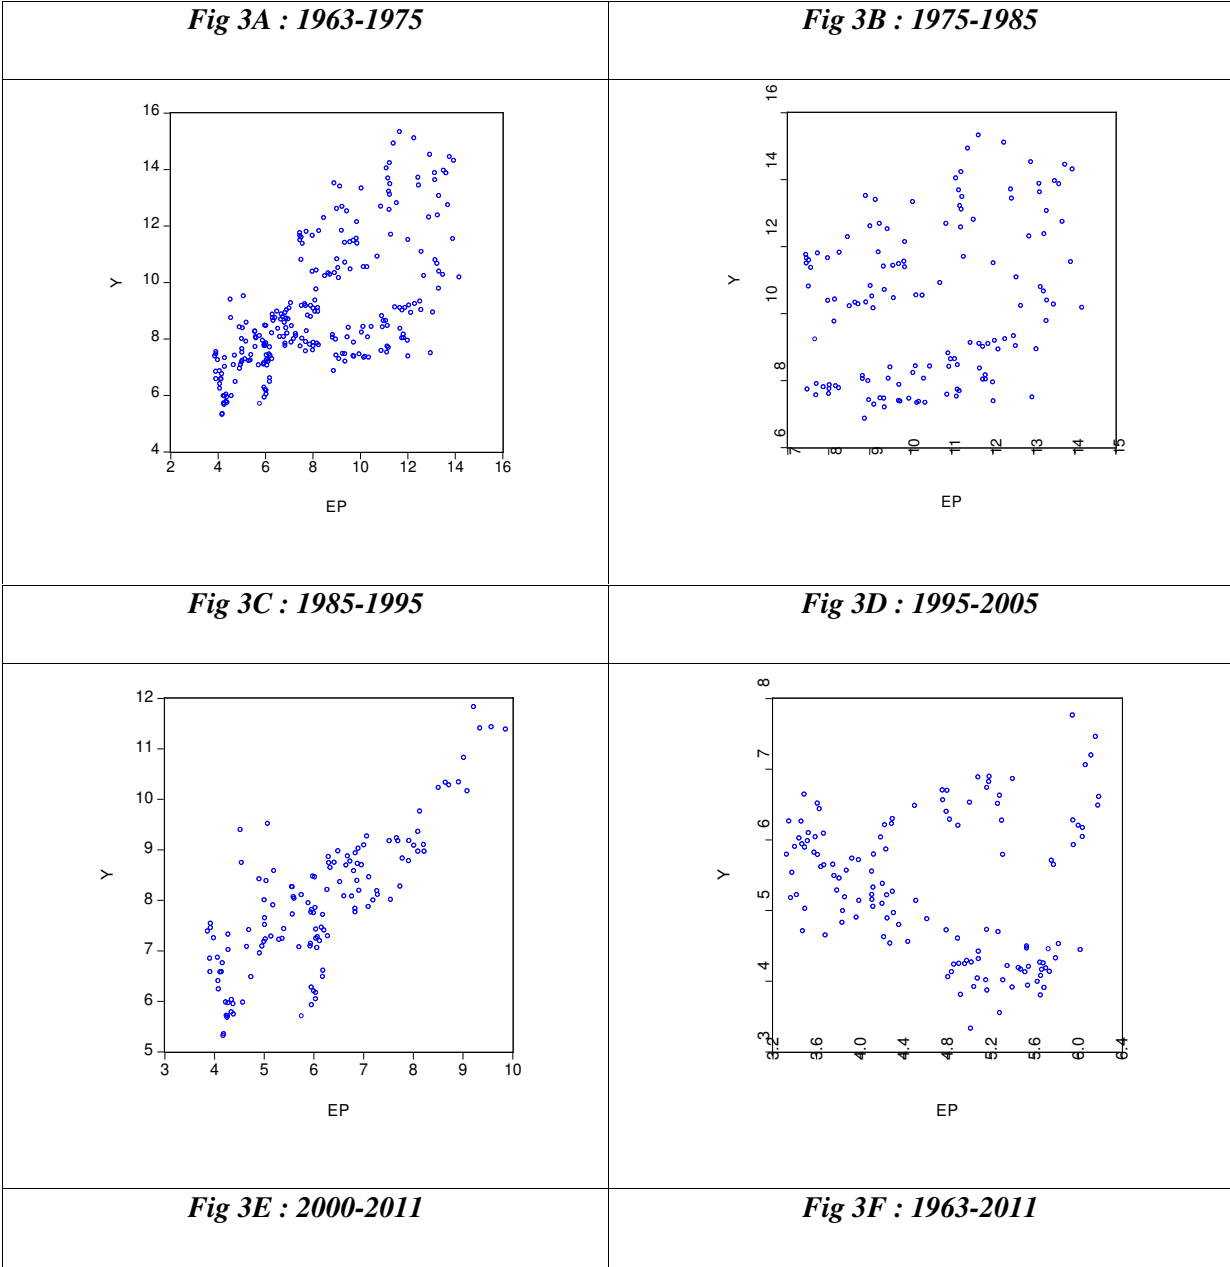 Fig 3A : 1963-1975
Fig 3B : 1975-1985
16
14
12
10
8
6
4
Y
2 4 6 8 10 12 14 16
EP
16
14
12
10
8
6
Y
7 8 9 10 11 12 13 14 15
EP
Fig 3C : 1985-1995
Fig 3D : 1995-2005
12
11
10
9
8
7
6
5
Y
3 4 5 6 7 8 9 10
EP
8
7
6
5
4
3
Y
3.2 3.6 4.0 4.4 4.8 5.2 5.6 6.0 6.4
EP
Fig 3E : 2000-2011
Fig 3F : 1963-2011